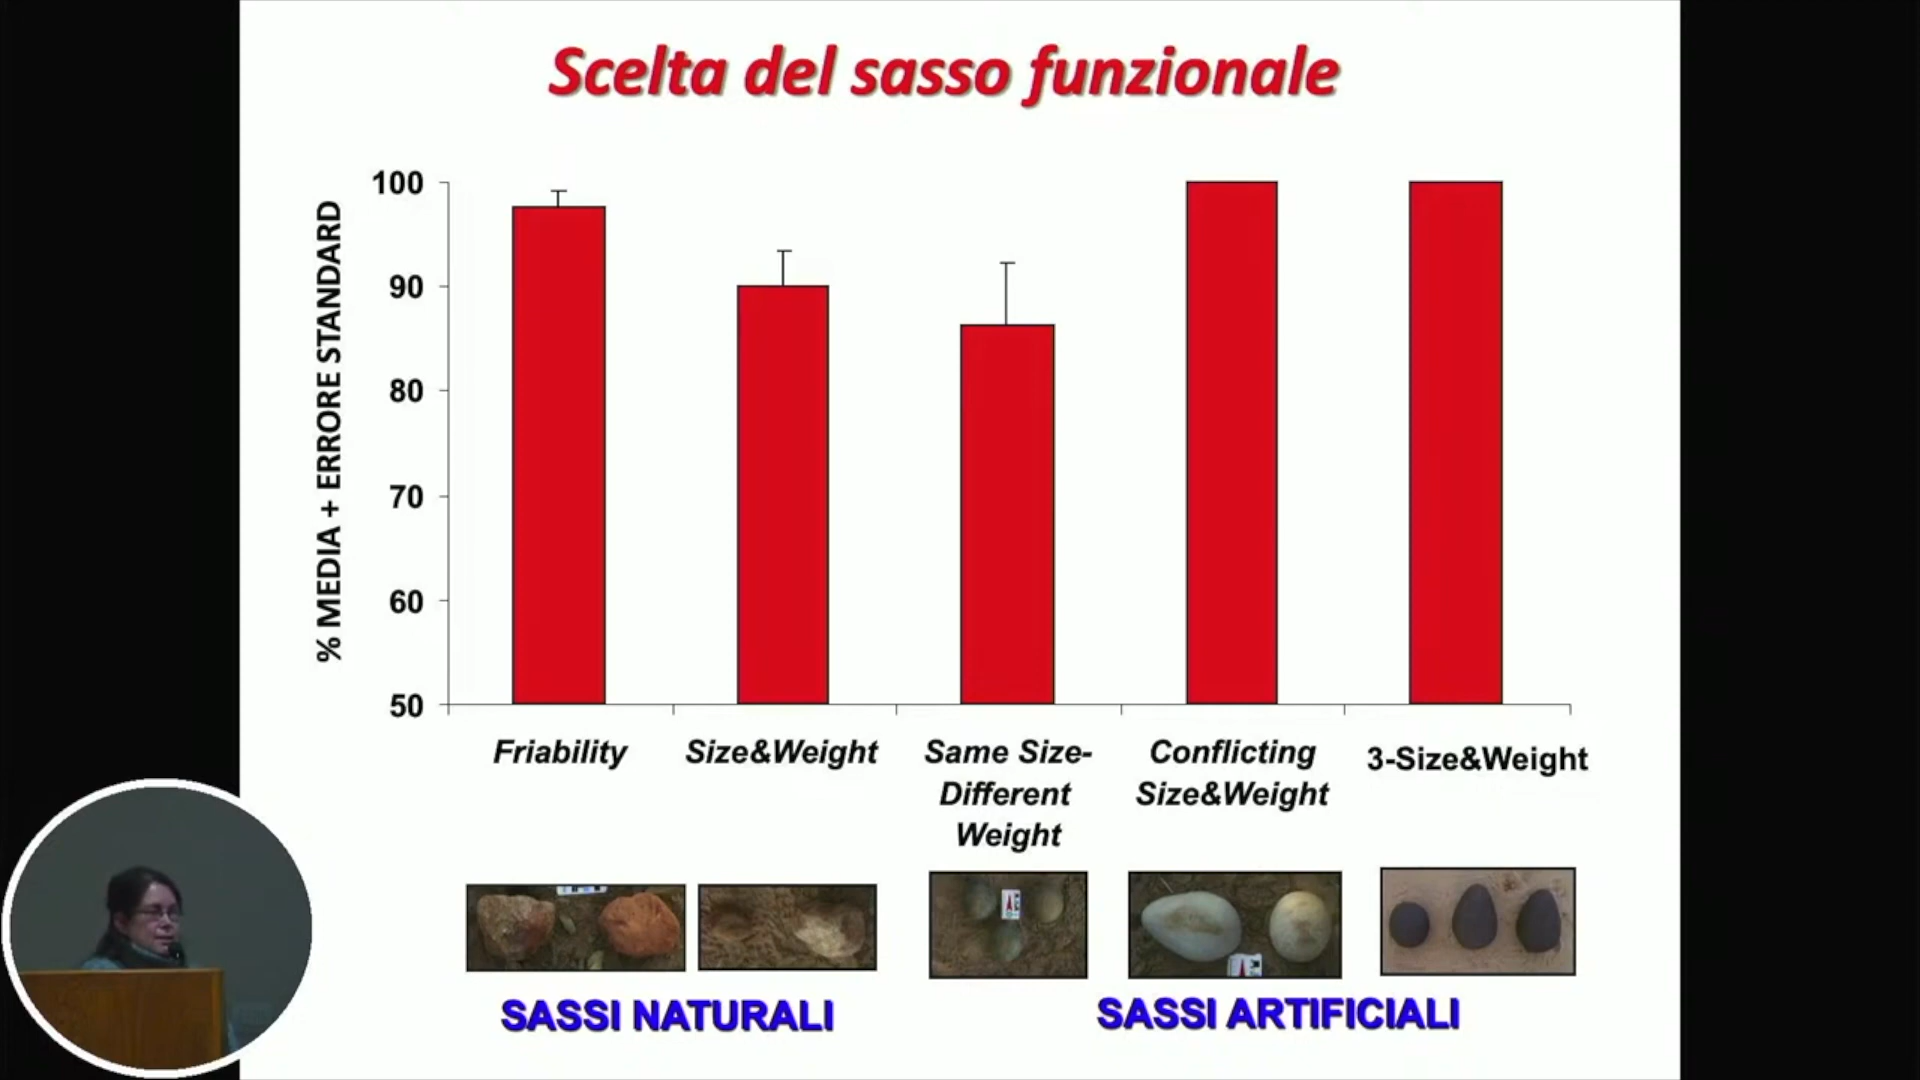 Scelta del sasso funzionale
% MEDIA + ERRORE STANDARD
100
90
80
70
60
50
Friability
Size&Weight
Same Size-
Different
Weight
Conflicting
Size&Weight
3-Size&Weight
SASSI NATURALI
SASSI ARTIFICIALI